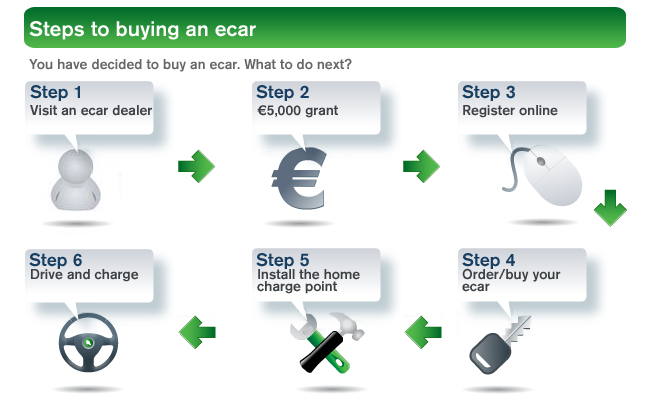 Steps to buying an ecar
You have decided to buy an ecar. What to do next?
Step 1
Visit an ecar dealer
Step 2
€5,000 grant
Step 3
Register online
Step 4
Order/buy your
ecar
Step 5
Install the home
charge point
Step 6
Drive and charge